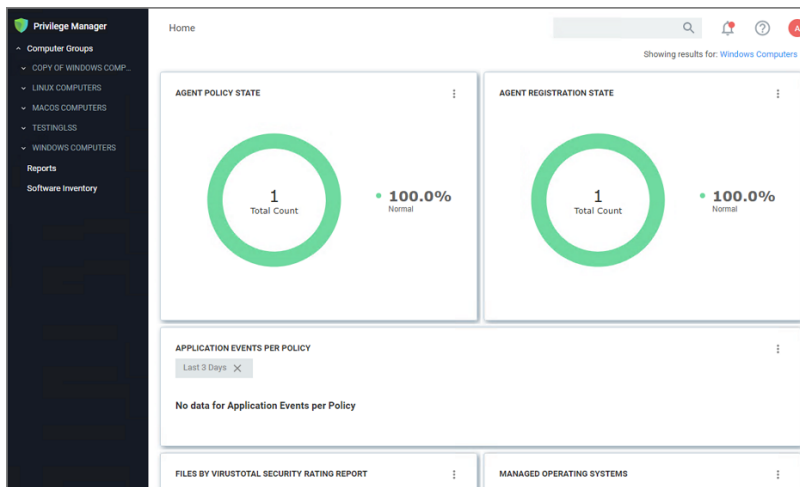 Privilege Manager
Home
A
Computer Groups
COPY OF WINDOWS COMP...
LINUX COMPUTERS
MACOS COMPUTERS
TESTINGLSS
WINDOWS COMPUTERS
Reports
Software Inventory
Showing results for: Windows Computers
AGENT POLICY STATE
1
Total Count
100.0%
Normal
AGENT REGISTRATION STATE
1
Total Count
100.0%
Normal
APPLICATION EVENTS PER POLICY
Last 3 Days
No data for Application Events per Policy
FILES BY VIRUSTOTAL SECURITY RATING REPORT
MANAGED OPERATING SYSTEMS